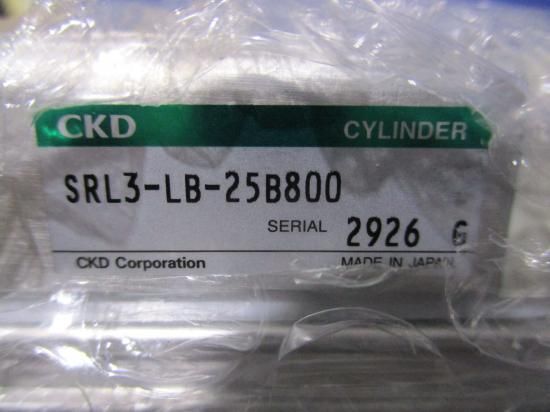 CKD CYLINDER
SRL3-LB-25B800
SERIAL 2926 G
CKD Corporation MADE IN JAPAN